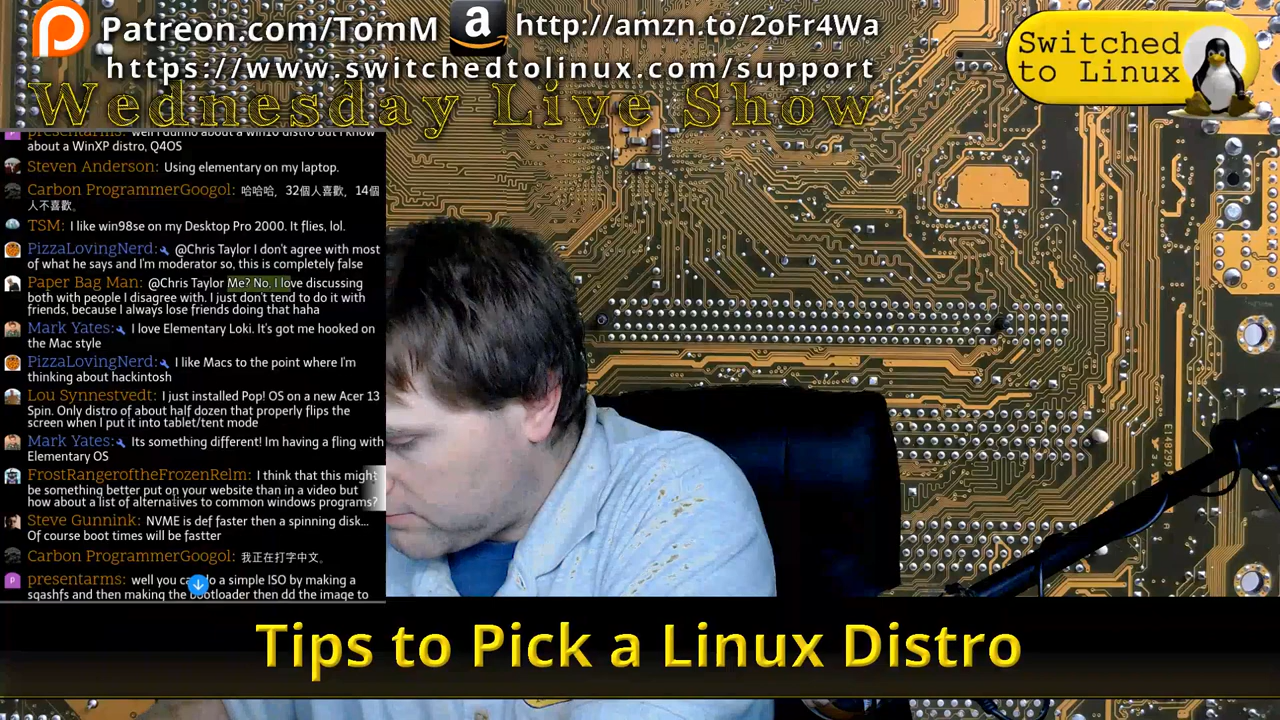 Patreon.com/TomM
http://amzn.to/2oFr4Wa
https://www.switchedtolinux.com/support
Switched
to Linux
Wednesday Live Show
presentarms: well I dunno about a win10 distro but I know
about a WinXP distro, Q4OS
Steven Anderson: Using elementary on my laptop.
Carbon ProgrammerGoogol: 哈哈哈, 32個人喜歡, 14個
人不喜歡。
TSM: I like win98se on my Desktop Pro 2000. It flies, lol.
PizzaLovingNerd: @Chris Taylor I don't agree with most
of what he says and I'm moderator so, this is completely false
Paper Bag Man: @Chris Taylor Me? No, I love discussing
both with people I disagree with. I just don't tend to do it with
friends, because I always lose friends doing that haha
Mark Yates: I love Elementary Loki. It's got me hooked on
the Mac style
PizzaLovingNerd: I like Macs to the point where I'm
thinking about hackintosh
Lou Synnestvedt: I just installed Pop! OS on a new Acer 13
Spin. Only distro of about half dozen that properly flips the
screen when I put it into tablet/tent mode
Mark Yates: Its something different! Im having a fling with
Elementary OS
FrostRangeroftheFrozenRelm: I think that this might
be something better put on your website than in a video but
how about a list of alternatives to common windows programs?
Steve Gunnink: NVME is def faster then a spinning disk...
Of course boot times will be fastter
Carbon ProgrammerGoogol: 我正在打字中文。
presentarms: well you can do a simple ISO by making a
sqashfs and then making the bootloader then dd the image to
E148299
Tips to Pick a Linux Distro